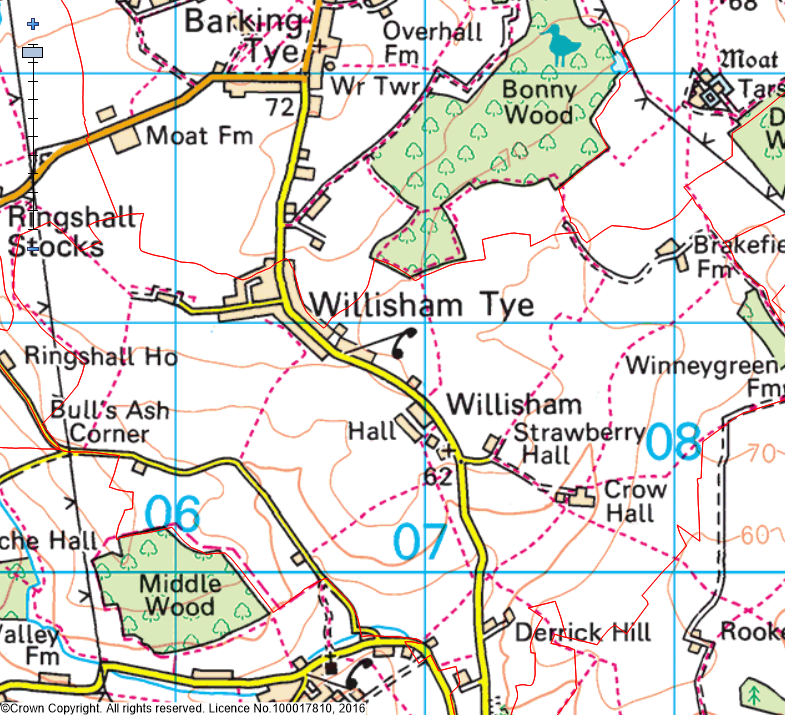 Barking
Tye
Overhall
Fm
68
Moat
Tars
Bonny
Wood
Wr Twr
72
Moat Fm
D
W
Ringshall
Stocks
Brakefie
Fm
Willisham Tye
Ringshall Ho
Winneygreen
Fm
Bull's Ash
Corner
Willisham
Hall
Strawberry
Hall
08
70
62
Crow
Hall
06
07
60
che Hall
Middle
Wood
Valley
Fm
Derrick Hill
Rooke
©Crown Copyright. All rights reserved. Licence No.100017810, 2016